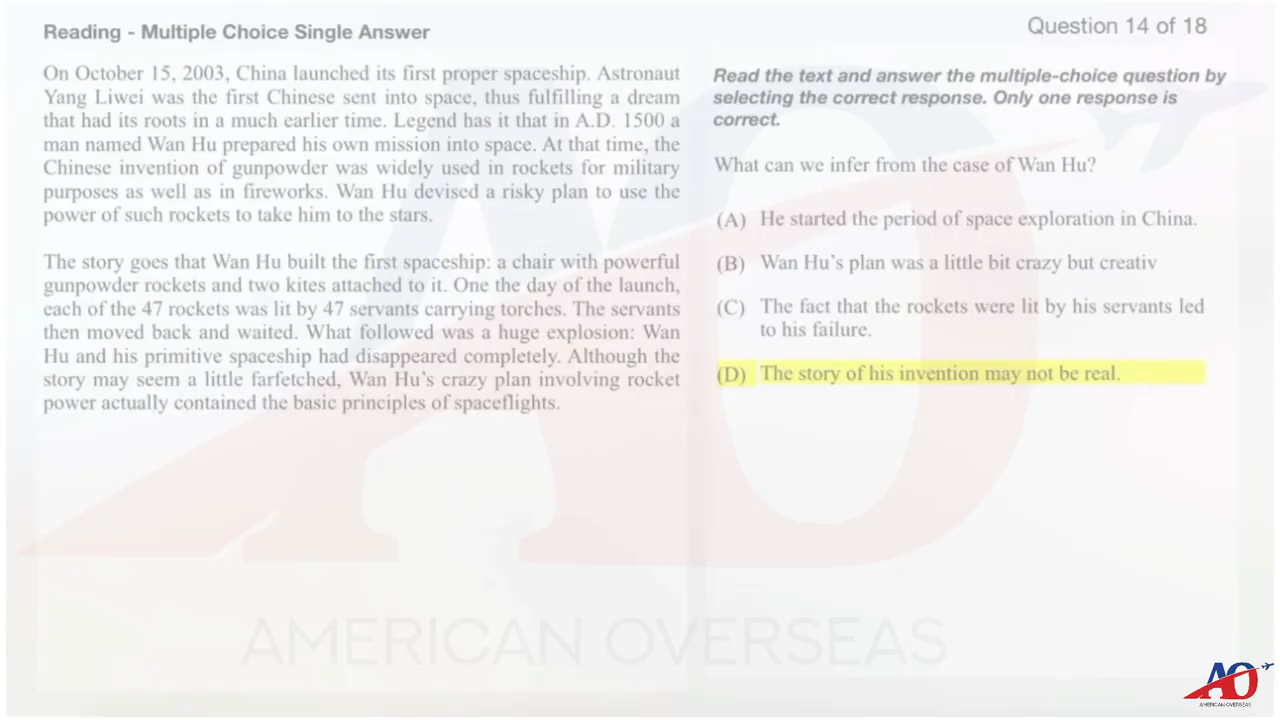 Reading - Multiple Choice Single Answer
Question 14 of 18
On October 15, 2003, China launched its first proper spaceship. Astronaut
Yang Liwei was the first Chinese sent into space, thus fulfilling a dream
that had its roots in a much earlier time. Legend has it that in A.D. 1500 a
man named Wan Hu prepared his own mission into space. At that time, the
Chinese invention of gunpowder was widely used in rockets for military
purposes as well as in fireworks. Wan Hu devised a risky plan to use the
power of such rockets to take him to the stars.
The story goes that Wan Hu built the first spaceship: a chair with powerful
gunpowder rockets and two kites attached to it. One the day of the launch,
each of the 47 rockets was lit by 47 servants carrying torches. The servants
then moved back and waited. What followed was a huge explosion: Wan
Hu and his primitive spaceship had disappeared completely. Although the
story may seem a little farfetched, Wan Hu's crazy plan involving rocket
power actually contained the basic principles of spaceflights.
Read the text and answer the multiple-choice question by
selecting the correct response. Only one response is
correct.
What can we infer from the case of Wan Hu?
(A) He started the period of space exploration in China.
(B) Wan Hu's plan was a little bit crazy but creativ
(C) The fact that the rockets were lit by his servants led
to his failure.
(D) The story of his invention may not be real.
AO
AMERICAN OVERSEAS
AO
AMERICAN OVERSEAS